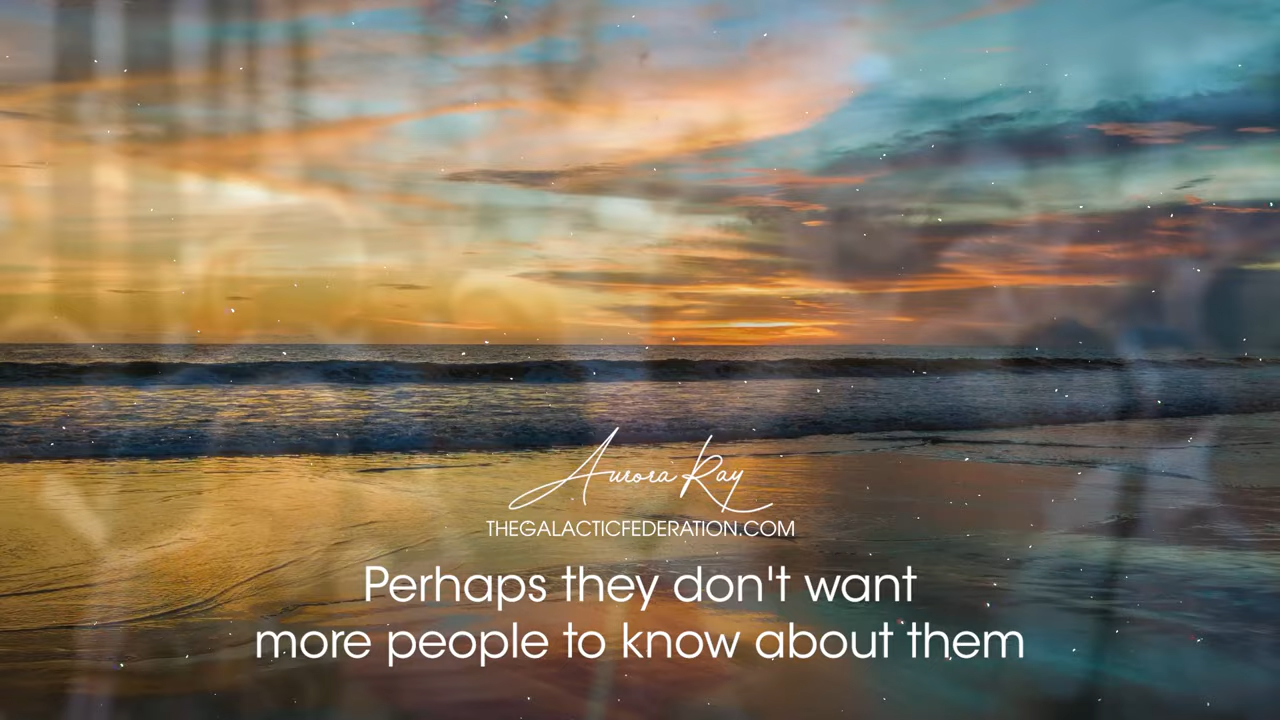 Aurora Ray
THEGALACTICFEDERATION.COM
Perhaps they don't want
more people to know about them